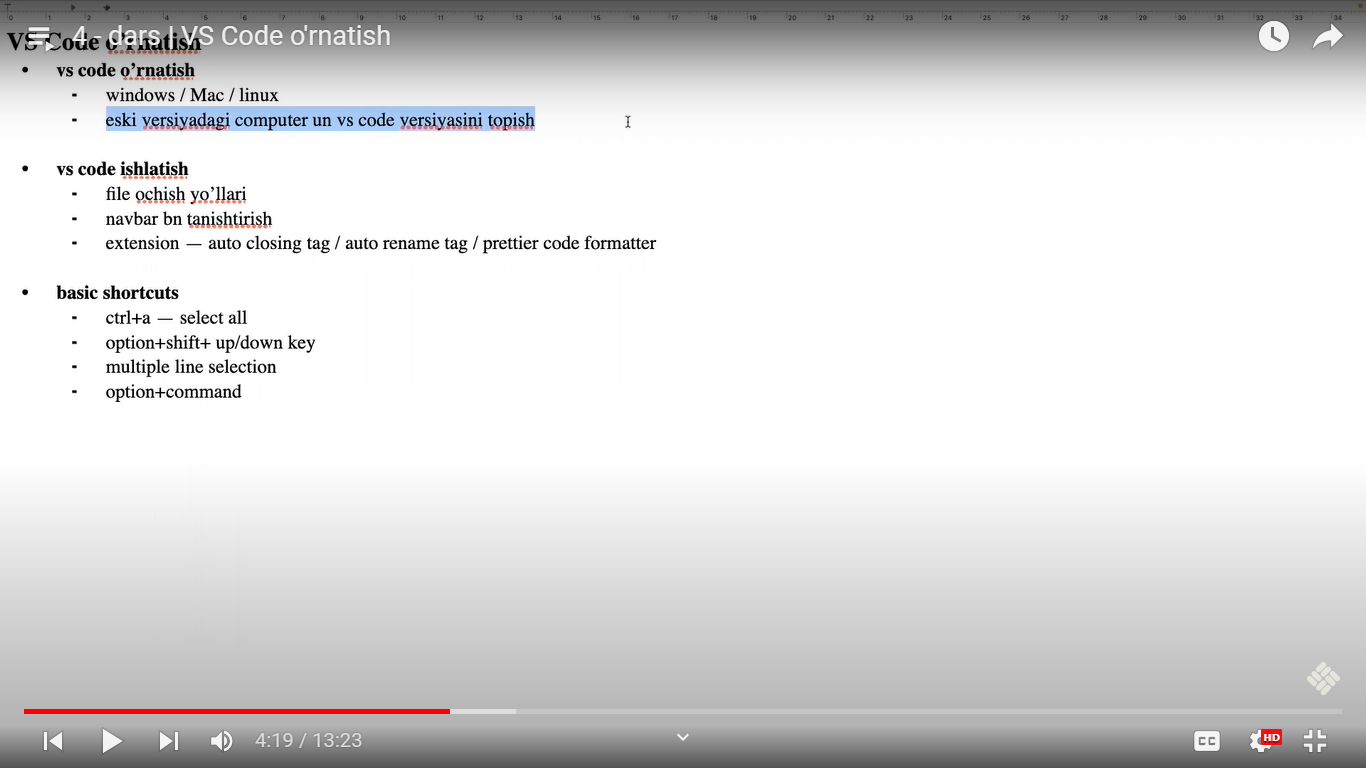 4 - dars | VS Code o'rnatish
VS Code o'rnatish
• vs code o’rnatish
- windows / Mac / linux
- eski versiyadagi computer un vs code versiyasini topish
• vs code ishlatish
- file ochish yo’llari
- navbar bn tanishtirish
- extension — auto closing tag / auto rename tag / prettier code formatter
• basic shortcuts
- ctrl+a — select all
- option+shift+ up/down key
- multiple line selection
- option+command
4:19 / 13:23
CC
HD